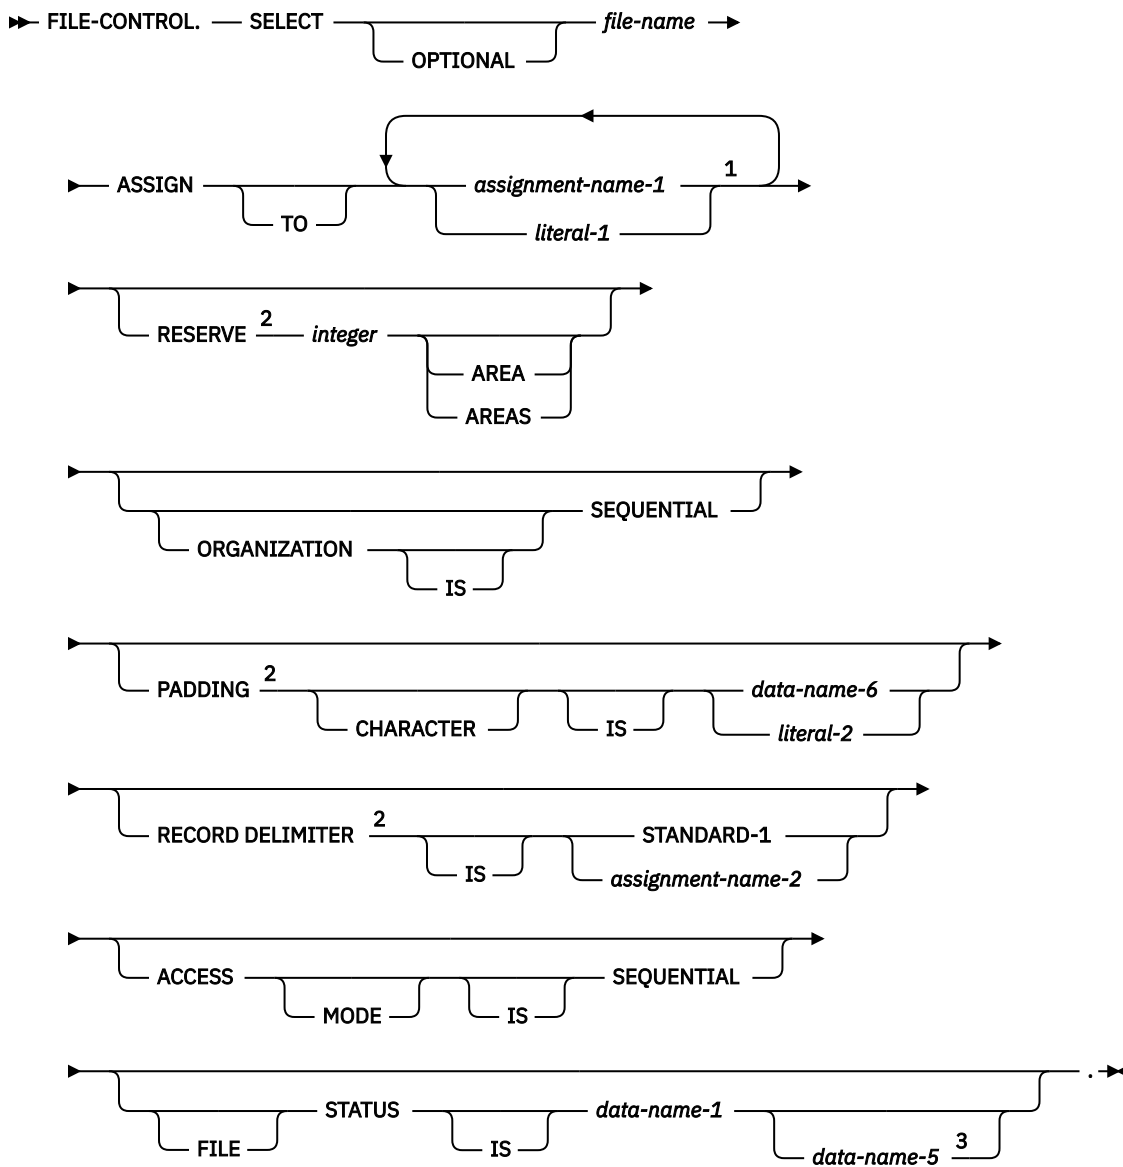 FILE-CONTROL. SELECT file-name
OPTIONAL
ASSIGN assignment-name-1 1
TO literal-1
RESERVE 2 integer
AREA
AREAS
SEQUENTIAL
ORGANIZATION
IS
PADDING 2 data-name-6
CHARACTER IS literal-2
RECORD DELIMITER 2 STANDARD-1
IS assignment-name-2
ACCESS SEQUENTIAL
MODE IS
STATUS data-name-1 .
FILE IS data-name-5 3